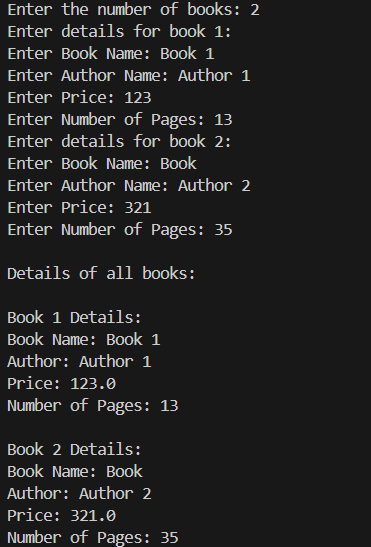 Enter the number of books: 2
Enter details for book 1:
Enter Book Name: Book 1
Enter Author Name: Author 1
Enter Price: 123
Enter Number of Pages: 13
Enter details for book 2:
Enter Book Name: Book
Enter Author Name: Author 2
Enter Price: 321
Enter Number of Pages: 35
Details of all books:
Book 1 Details:
Book Name: Book 1
Author: Author 1
Price: 123.0
Number of Pages: 13
Book 2 Details:
Book Name: Book
Author: Author 2
Price: 321.0
Number of Pages: 35